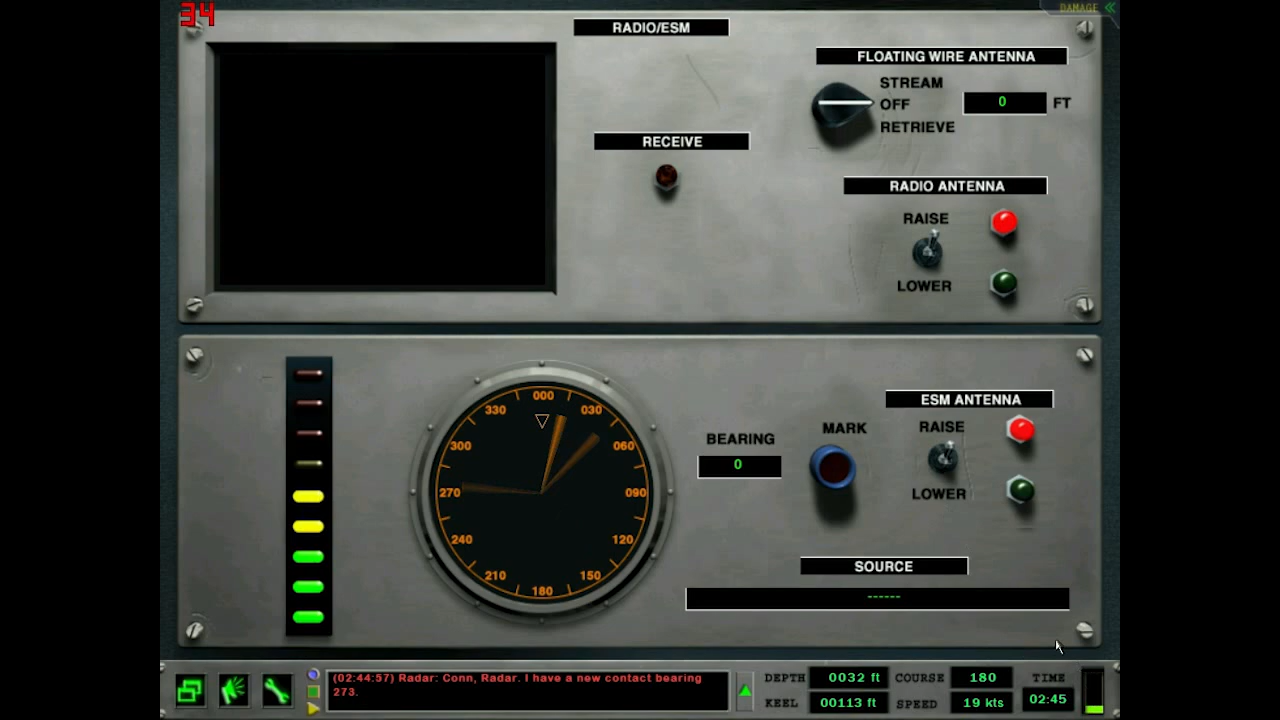 34
DAMAGE
RADIO/ESM
FLOATING WIRE ANTENNA
STREAM
OFF
RETRIEVE
0 FT
RECEIVE
RADIO ANTENNA
RAISE
LOWER
000
030
060
090
120
150
180
210
240
270
300
330
BEARING
0
MARK
ESM ANTENNA
RAISE
LOWER
SOURCE
------
(02:44:57) Radar: Conn, Radar. I have a new contact bearing
273.
DEPTH 0032 ft COURSE 180 TIME
KEEL 00113 ft SPEED 19 kts 02:45